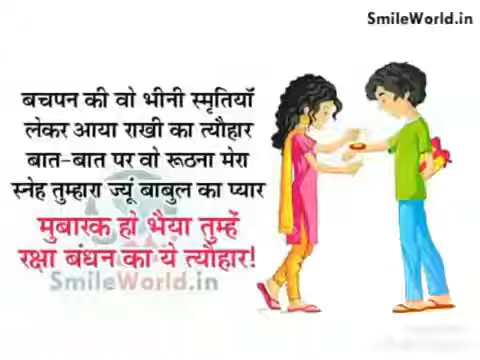 SmileWorld.in
बचपन की वो भीनी स्मृतियाँ
लेकर आया राखी का त्यौहार
बात-बात पर वो रूठना मेरा
स्नेह तुम्हारा ज्यूं बाबुल का प्यार
मुबारक हो भैया तुम्हें
रक्षा बंधन का ये त्यौहार!
SmileWorld.in